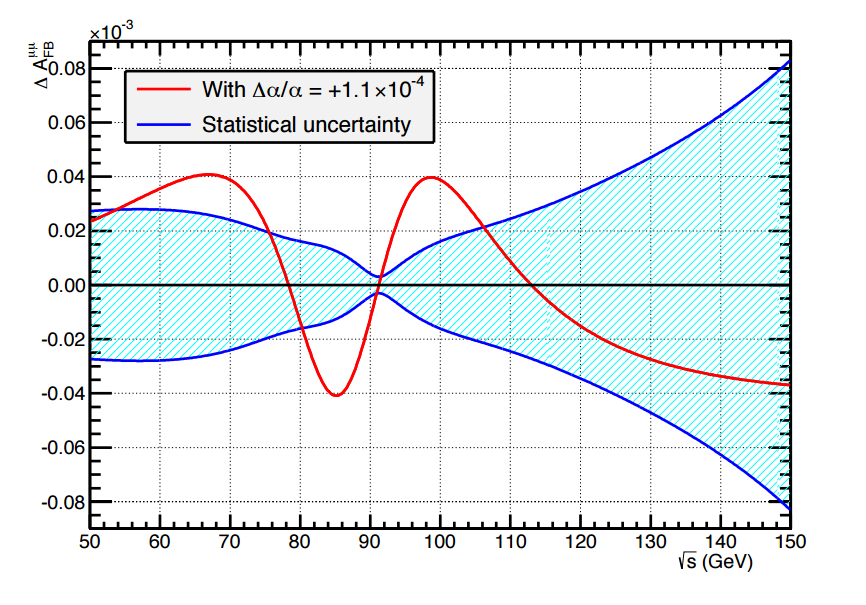 ×10⁻³
Δ A_FB^μμ
With Δα/α = +1.1×10⁻⁴
Statistical uncertainty
0.08
0.06
0.04
0.02
0.00
-0.02
-0.04
-0.06
-0.08
50 60 70 80 90 100 110 120 130 140 150
√s (GeV)